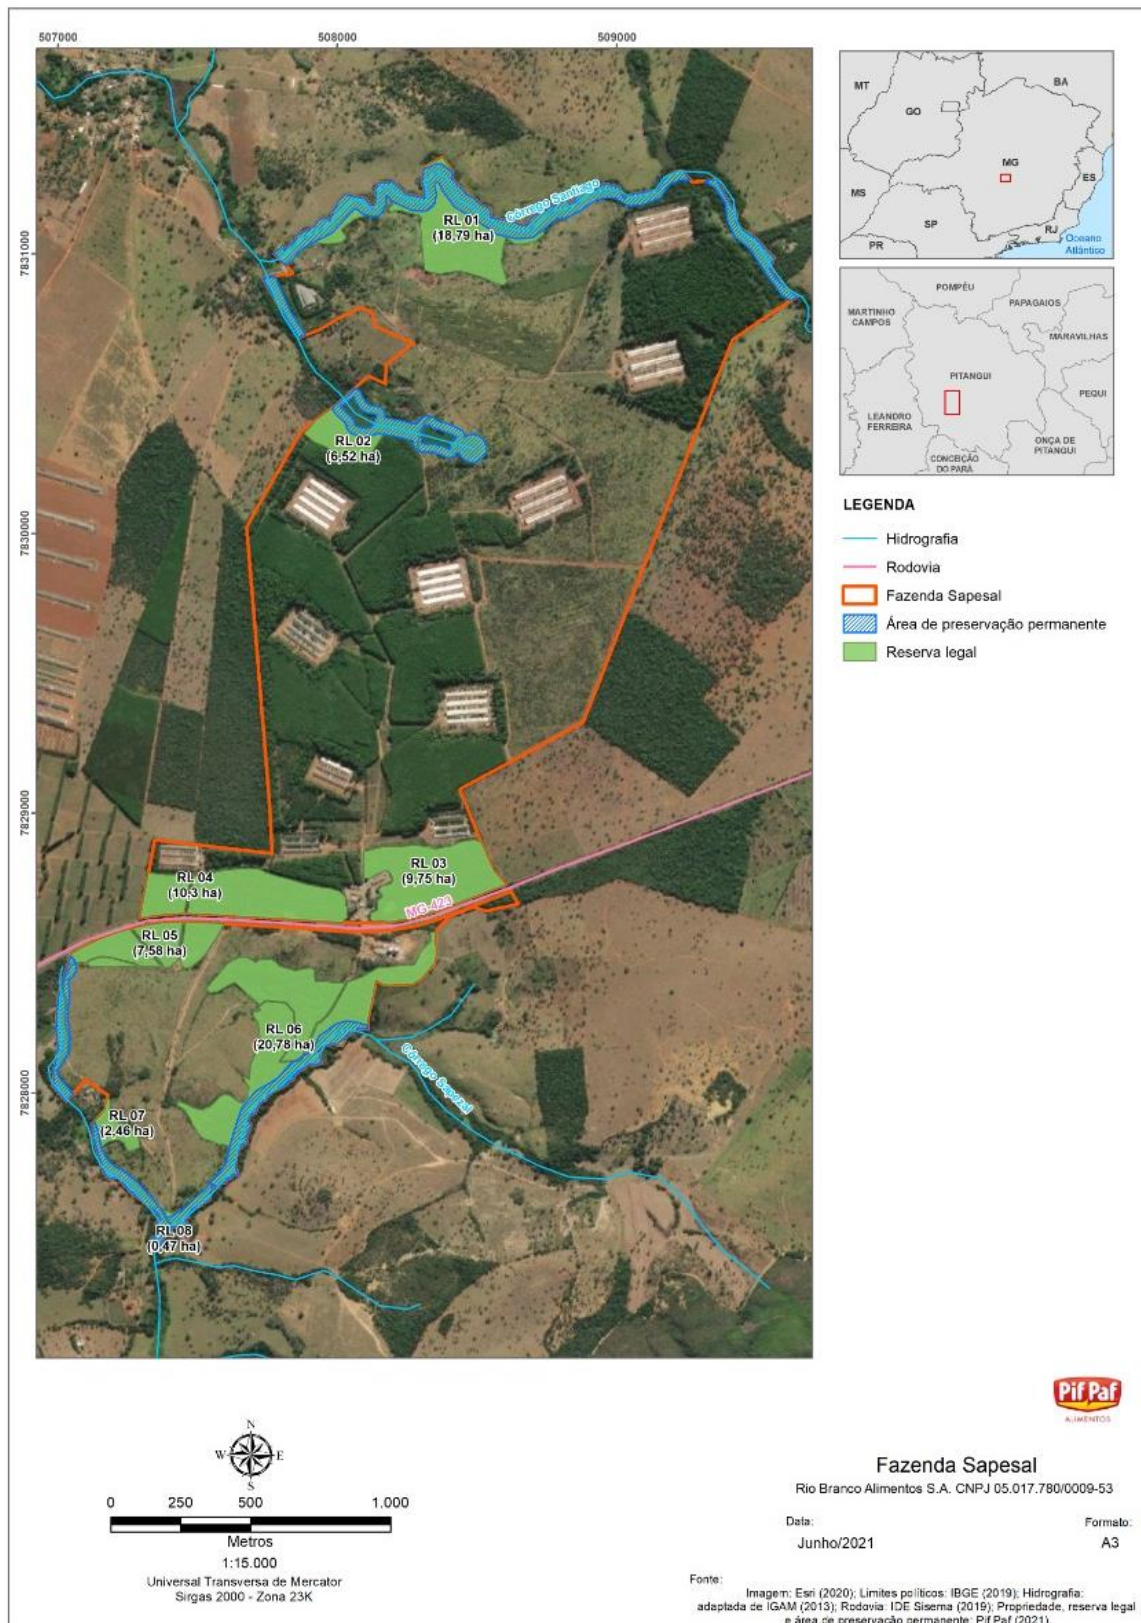 507000
508000
509000
7831000
7830000
7829000
7828000
Córrego Santiago
RL 01
(18,79 ha)
RL 02
(6,52 ha)
RL 03
(9,75 ha)
RL 04
(10,3 ha)
MG-423
RL 05
(7,58 ha)
RL 06
(20,78 ha)
Córrego Sapezal
RL 07
(2,46 ha)
RL 08
(0,47 ha)
MT
BA
GO
MG
ES
MS
SP
RJ
PR
Oceano
Atlântico
POMPÉU
PAPAGAIOS
MARTINHO
CAMPOS
MARAVILHAS
PITANGUI
PEQUI
LEANDRO
FERREIRA
ONÇA DE
PITANGUI
CONCEIÇÃO
DO PARÁ
LEGENDA
Hidrografia
Rodovia
Fazenda Sapesal
Área de preservação permanente
Reserva legal
Pif Paf
ALIMENTOS
N
W
E
S
0 250 500 1.000
Metros
1:15.000
Universal Transversa de Mercator
Sirgas 2000 - Zona 23K
Fazenda Sapesal
Rio Branco Alimentos S.A. CNPJ 05.017.780/0009-53
Data:
Junho/2021
Formato:
A3
Fonte:
Imagem: Esri (2020); Limites políticos: IBGE (2019); Hidrografia:
adaptada de IGAM (2013); Rodovia: IDE Sisema (2019); Propriedade, reserva legal
e área de preservação permanente: Pif Paf (2021)